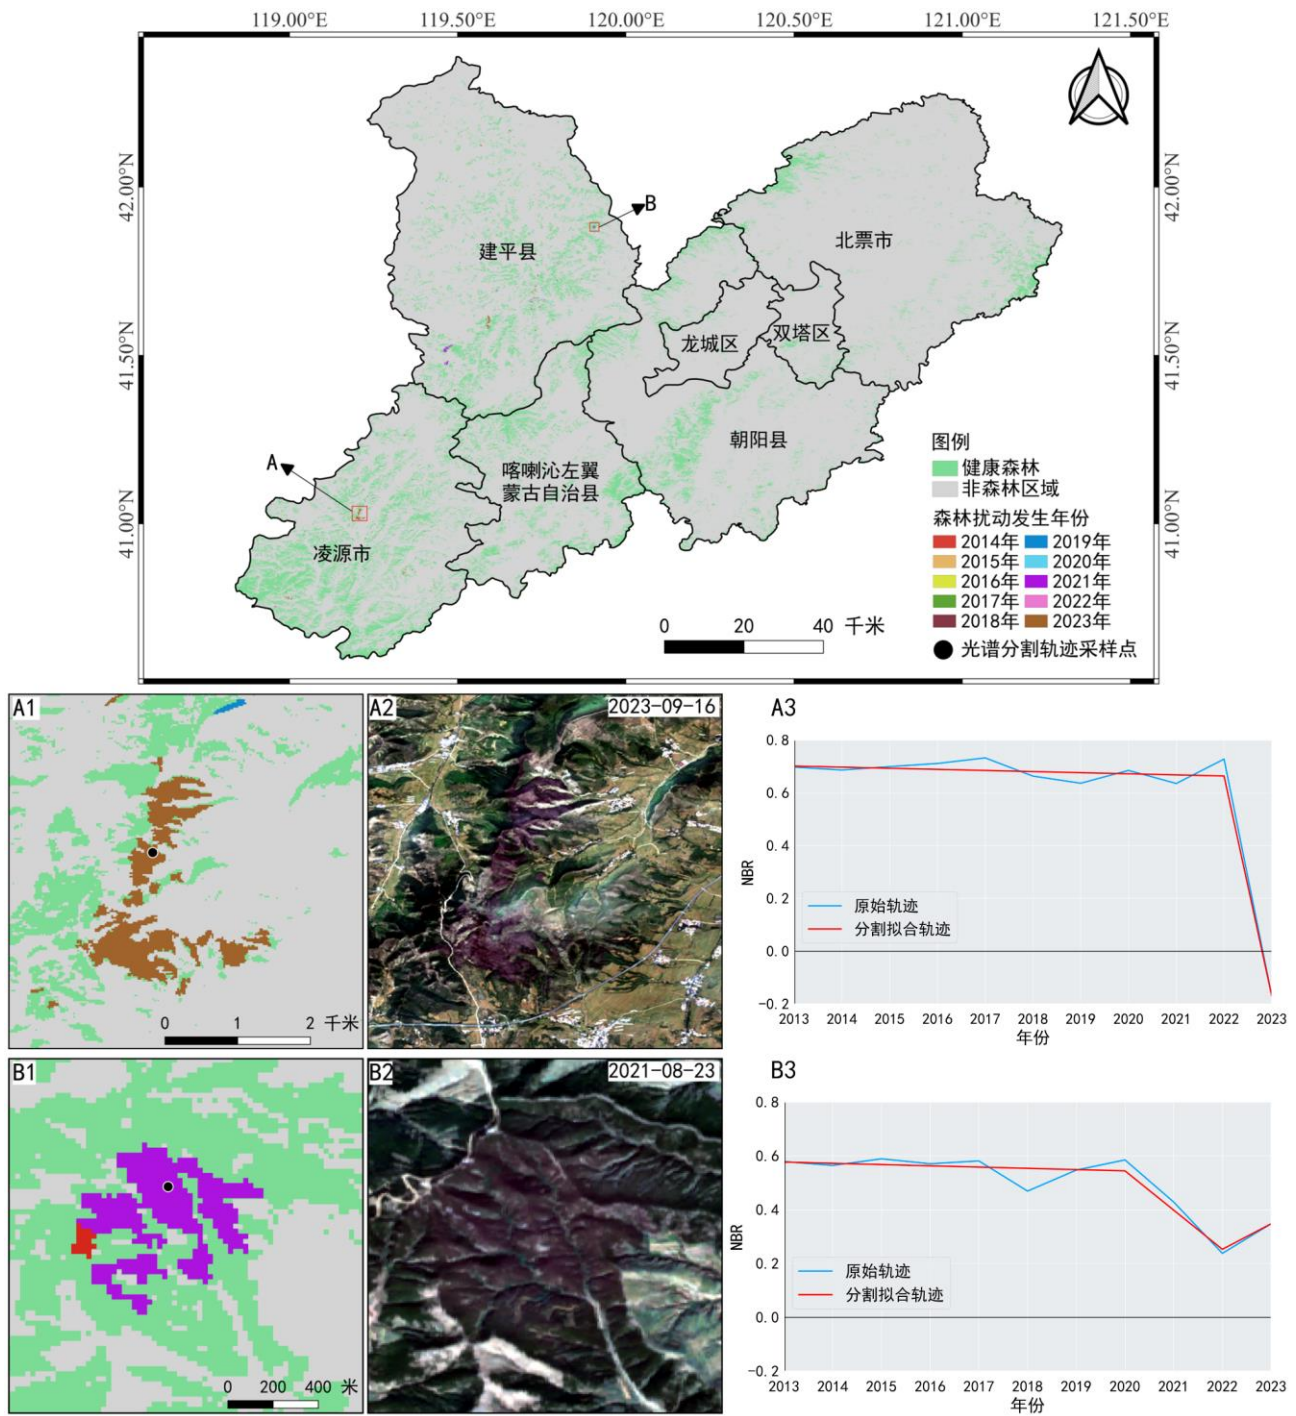 119.00°E 119.50°E 120.00°E 120.50°E 121.00°E 121.50°E
42.00°N 42.00°N
B
建平县
北票市
龙城区 双塔区
41.50°N 41.50°N
朝阳县
A
喀喇沁左翼
蒙古自治县
41.00°N 41.00°N
凌源市
图例
健康森林
非森林区域
森林扰动发生年份
2014年 2019年
2015年 2020年
2016年 2021年
2017年 2022年
2018年 2023年
光谱分割轨迹采样点
0 20 40 千米
A1
0 1 2 千米
A2 2023-09-16
A3
0.8
0.6
0.4
0.2
0.0
-0.2
NBR
原始轨迹
分割拟合轨迹
2013 2014 2015 2016 2017 2018 2019 2020 2021 2022 2023
年份
B1
0 200 400 米
B2 2021-08-23
B3
0.8
0.6
0.4
0.2
0.0
-0.2
NBR
原始轨迹
分割拟合轨迹
2013 2014 2015 2016 2017 2018 2019 2020 2021 2022 2023
年份